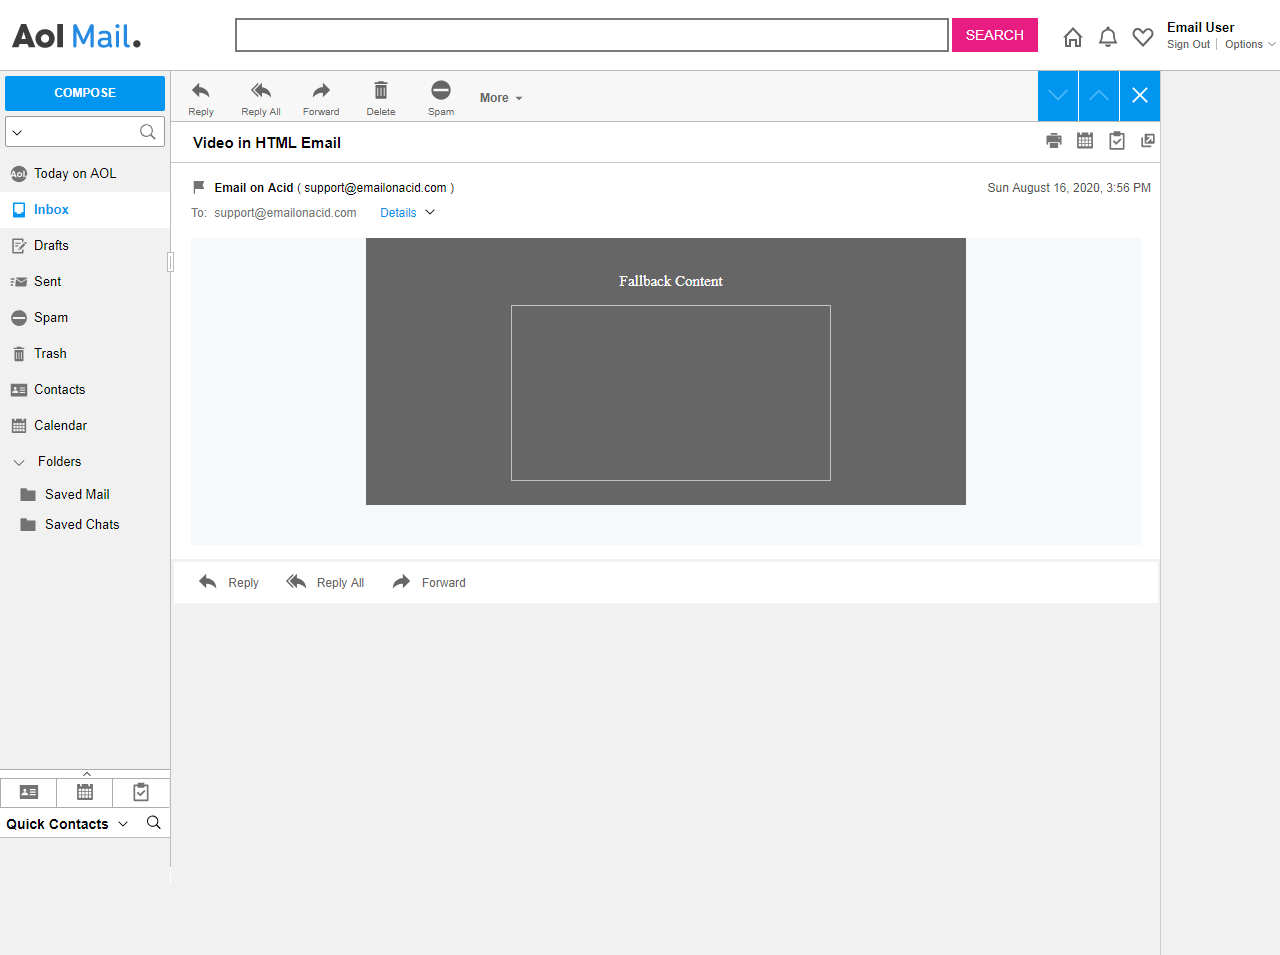 Aol Mail.
SEARCH
Email User
Sign Out | Options
COMPOSE
Reply
Reply All
Forward
Delete
Spam
More
Video in HTML Email
Aol.
Today on AOL
Inbox
Drafts
Sent
Spam
Trash
Contacts
Calendar
Folders
Saved Mail
Saved Chats
Email on Acid ( support@emailonacid.com )
Sun August 16, 2020, 3:56 PM
To: support@emailonacid.com Details
Fallback Content
Reply
Reply All
Forward
Quick Contacts